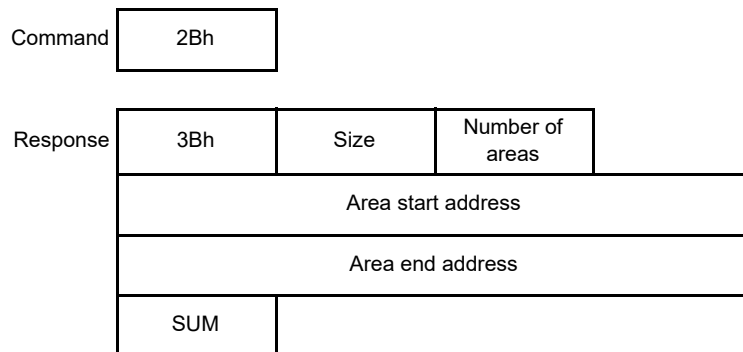 Command 2Bh
Response 3Bh Size Number of
areas
Area start address
Area end address
SUM